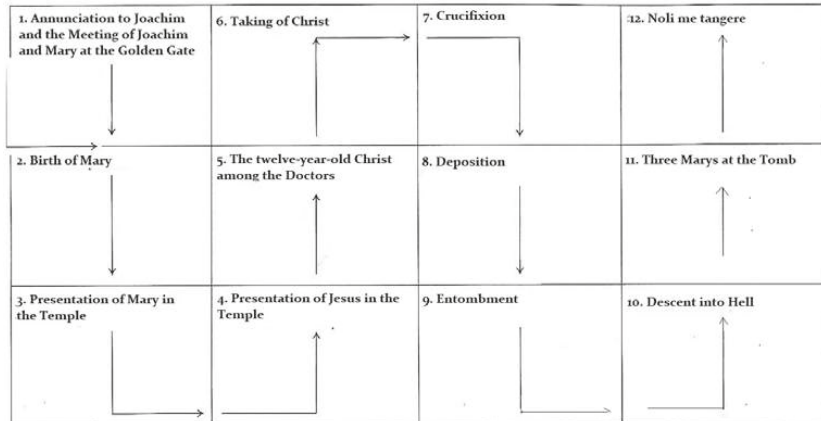 1. Annunciation to Joachim
and the Meeting of Joachim
and Mary at the Golden Gate
2. Birth of Mary
3. Presentation of Mary in
the Temple
4. Presentation of Jesus in the
Temple
5. The twelve-year-old Christ
among the Doctors
6. Taking of Christ
7. Crucifixion
8. Deposition
9. Entombment
10. Descent into Hell
11. Three Marys at the Tomb
12. Noli me tangere